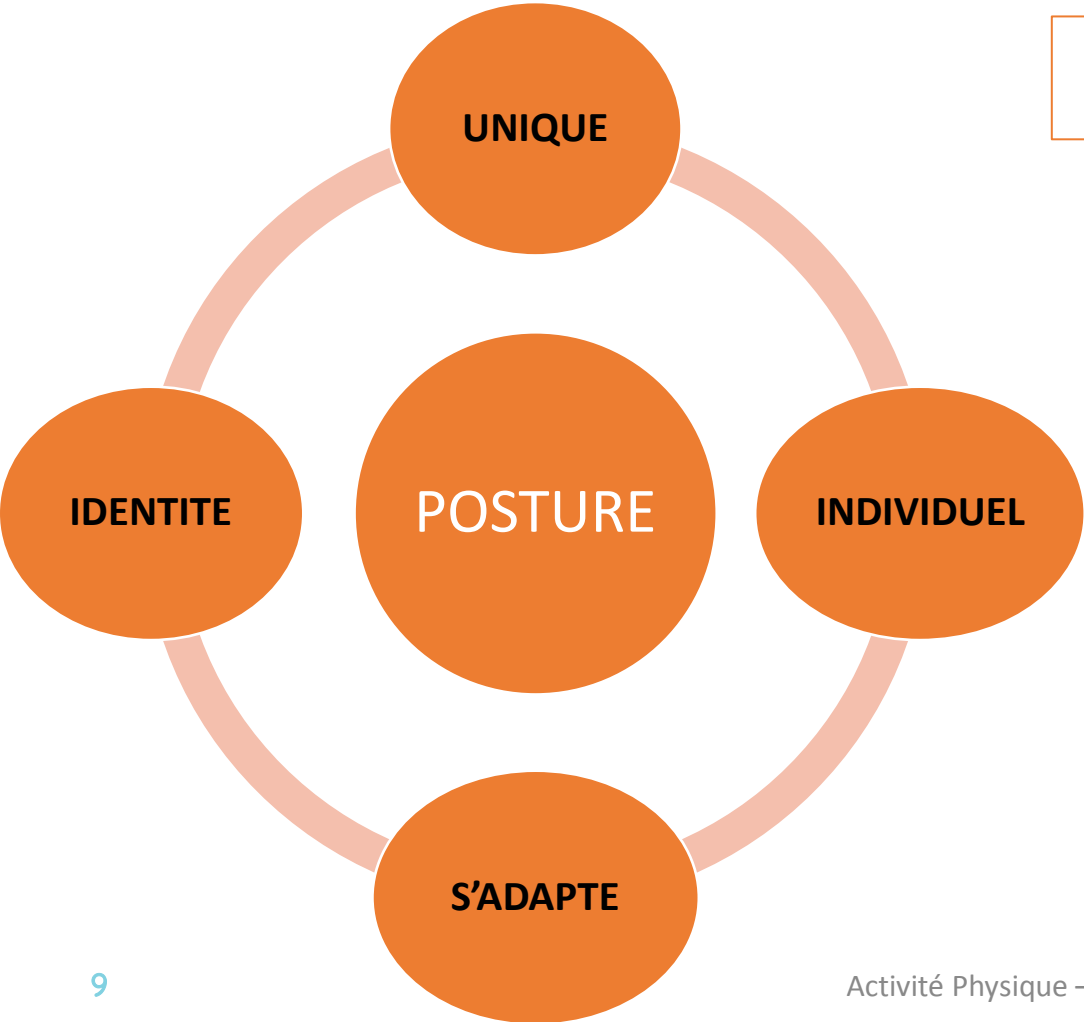 UNIQUE
IDENTITE
POSTURE
INDIVIDUEL
S’ADAPTE
9
Activité Physique –